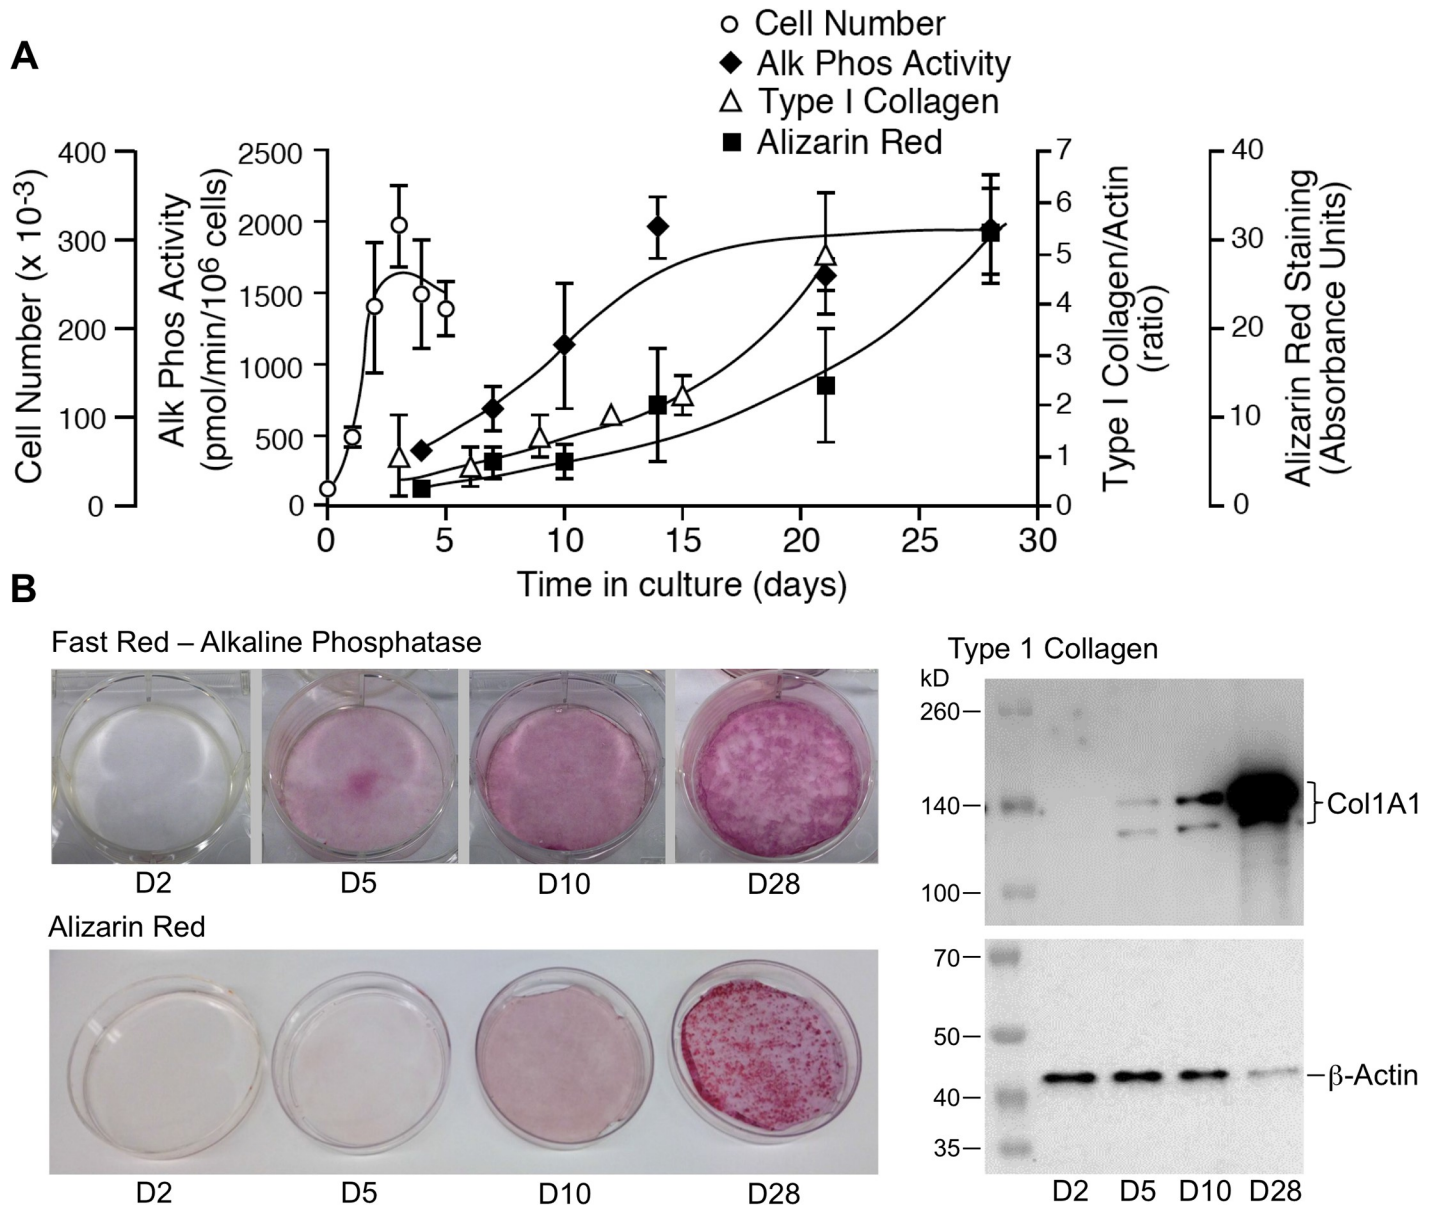 A
Cell Number
Alk Phos Activity
Type I Collagen
Alizarin Red
Cell Number (x 10-3)
400
300
200
100
0
Alk Phos Activity
(pmol/min/10⁶ cells)
2500
2000
1500
1000
500
0
7
6
5
4
3
2
1
0
Type I Collagen/Actin
(ratio)
40
30
20
10
0
Alizarin Red Staining
(Absorbance Units)
0 5 10 15 20 25 30
Time in culture (days)
B
Fast Red – Alkaline Phosphatase
D2 D5 D10 D28
Alizarin Red
D2 D5 D10 D28
Type 1 Collagen
kD
260
140
100
Col1A1
70
50
40
35
β-Actin
D2 D5 D10 D28